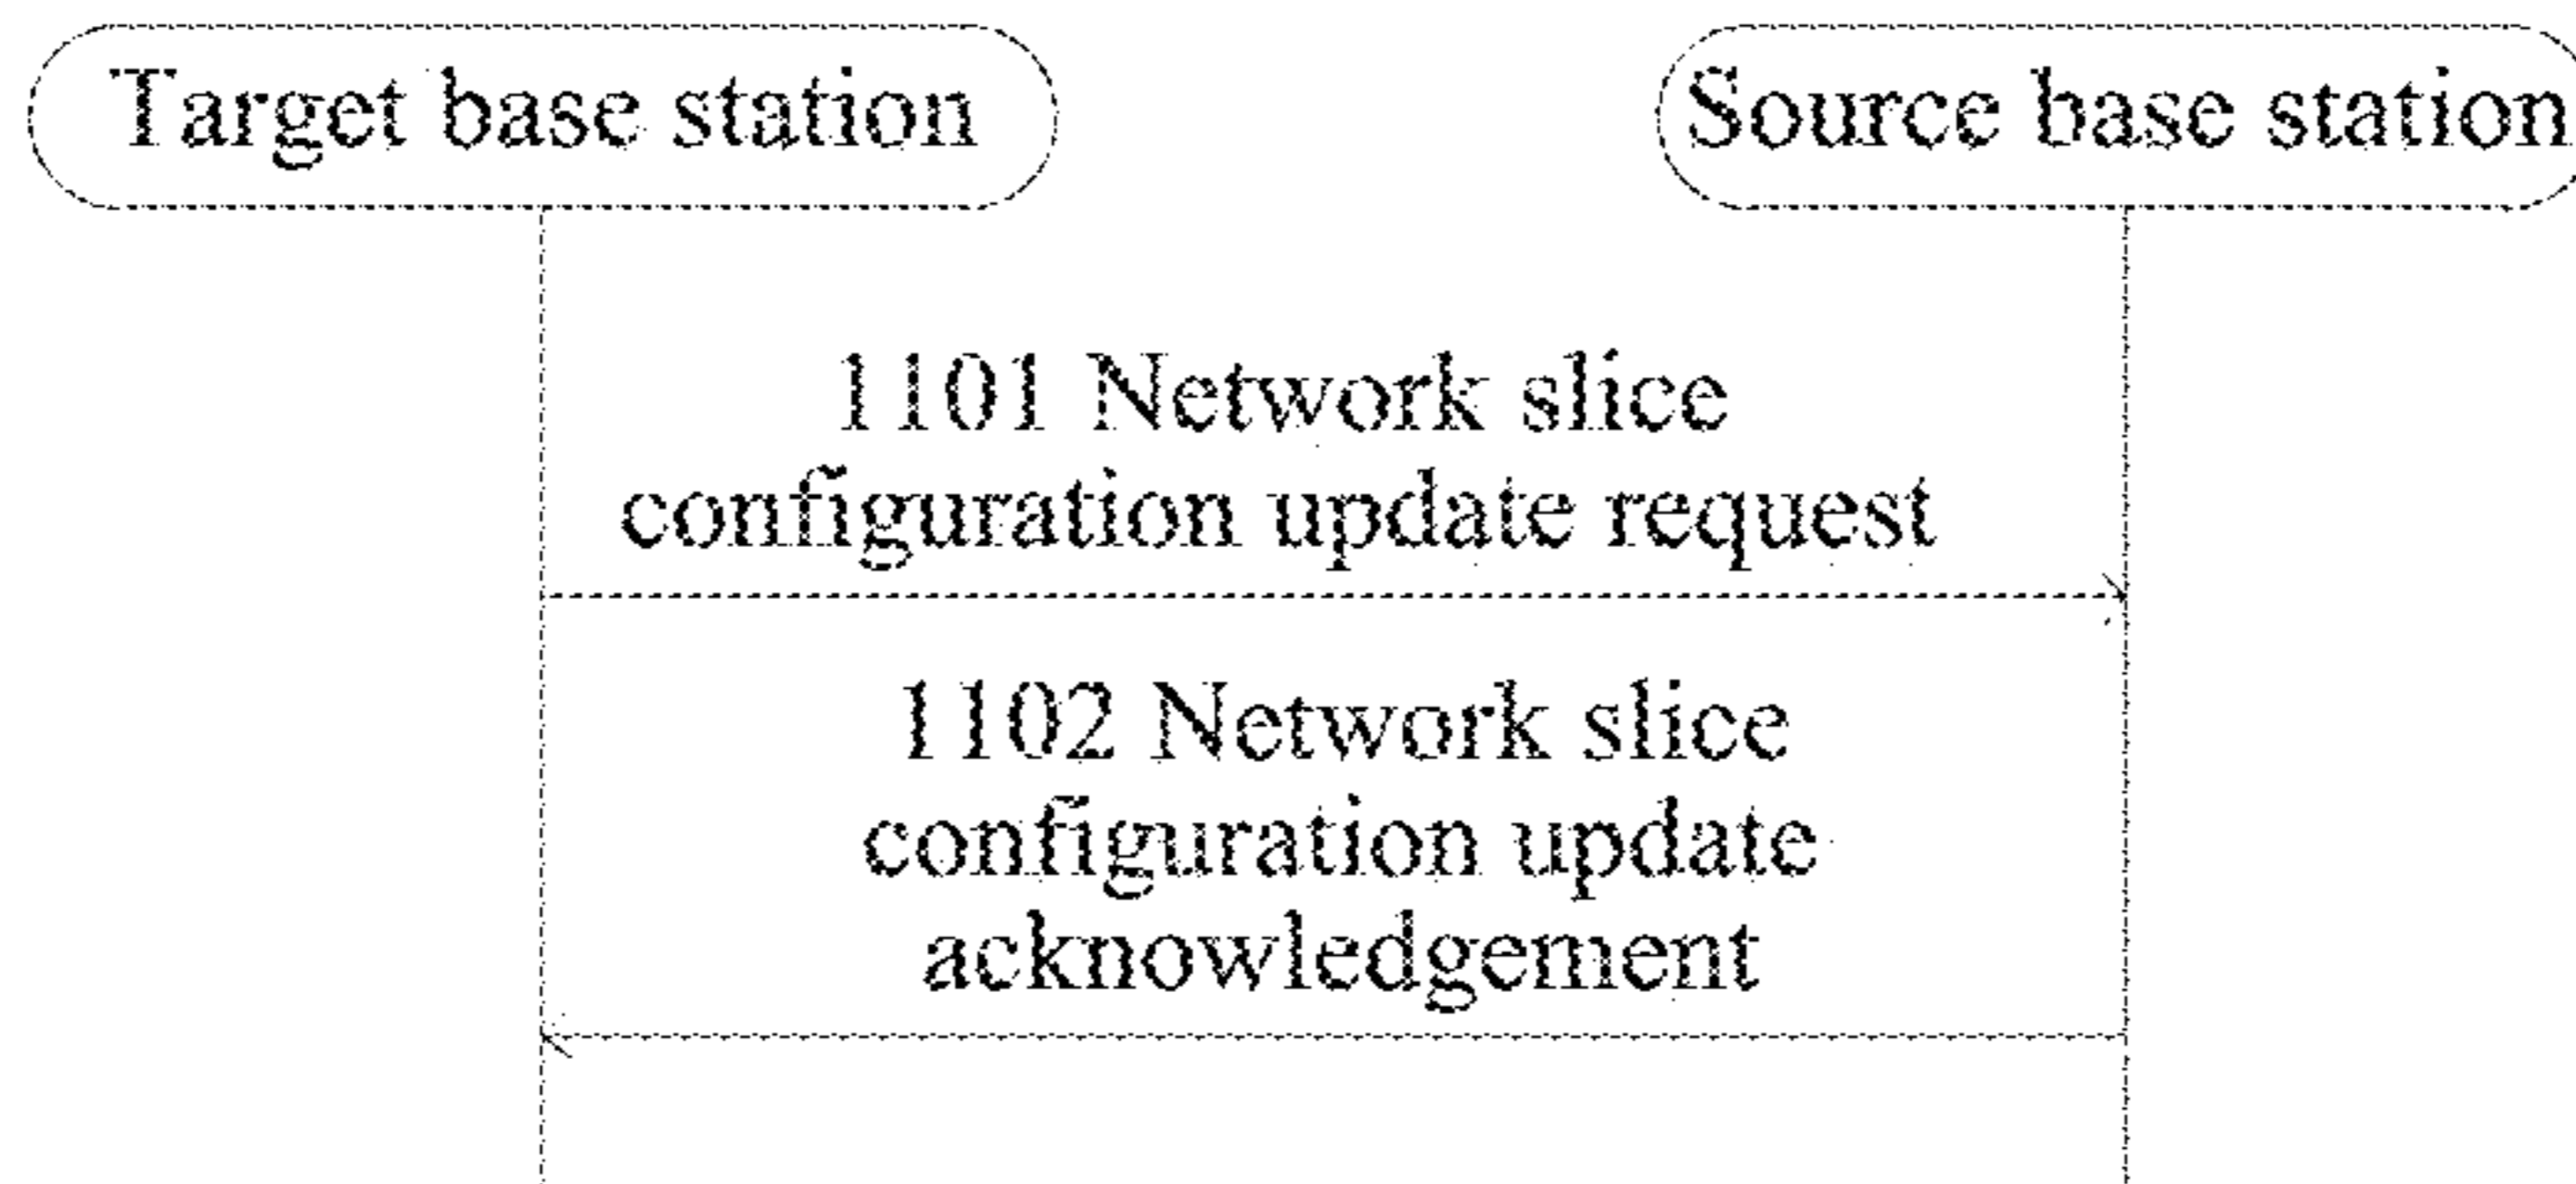 Target base station
Source base station
1101 Network slice
configuration update request
1102 Network slice
configuration update
acknowledgement